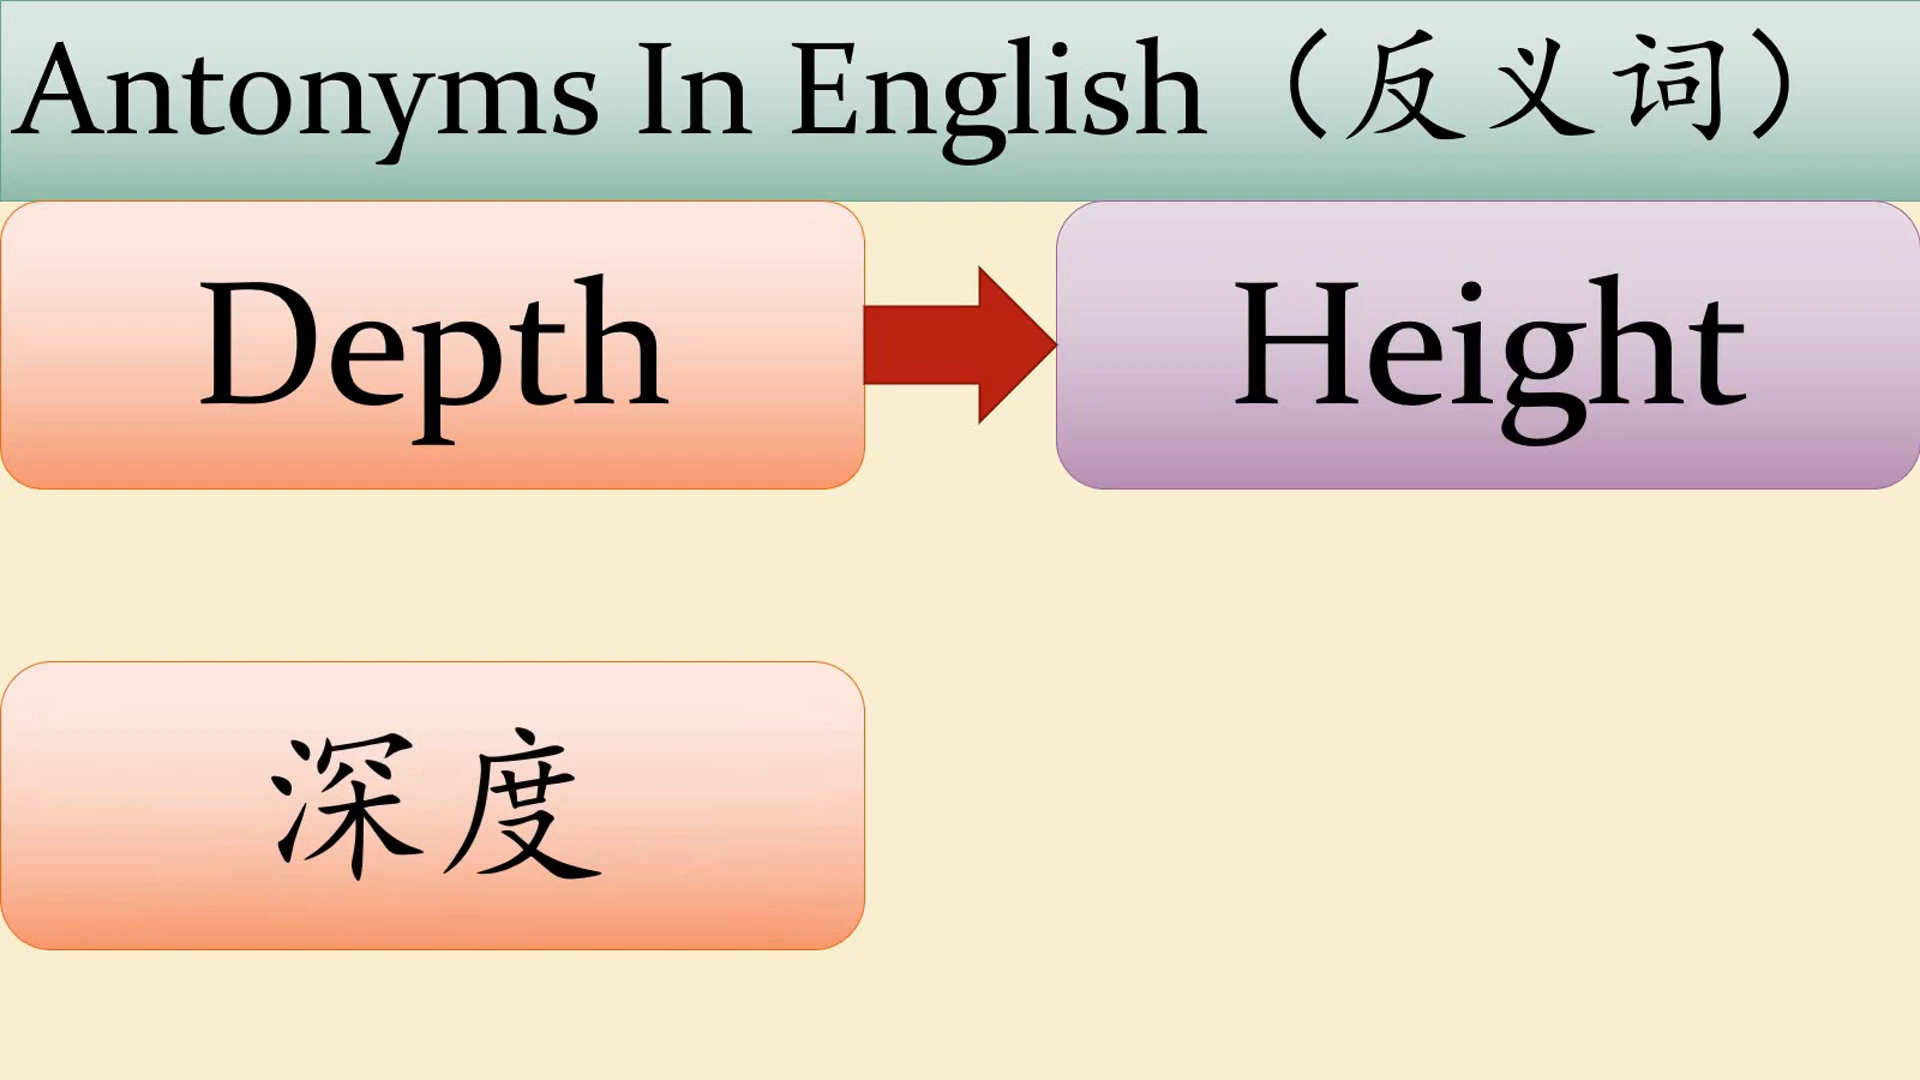 Antonyms In English（反义词）
Depth
Height
深度